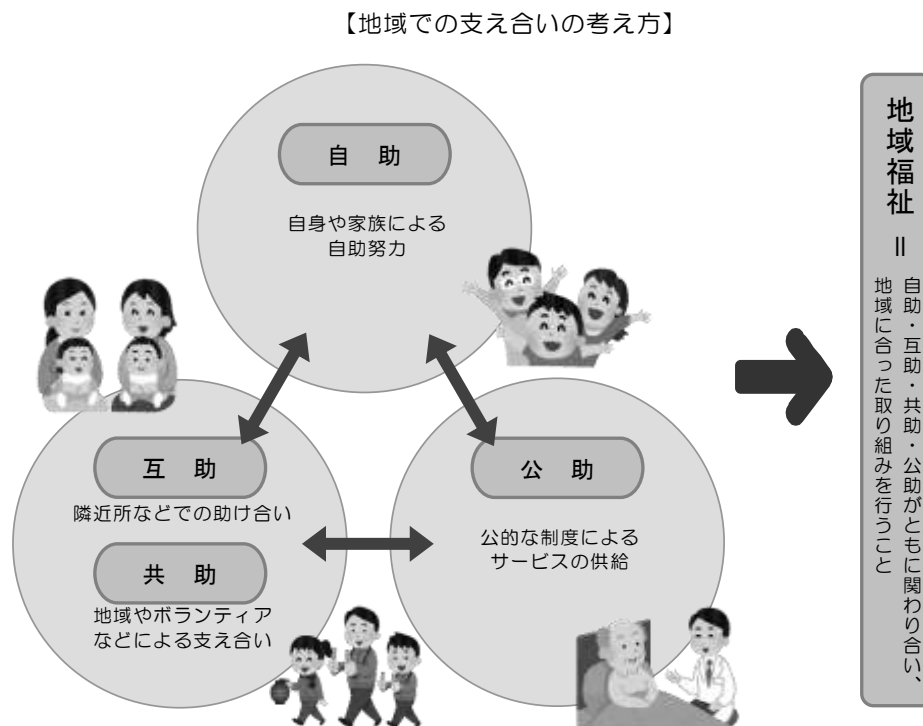 【地域での支え合いの考え方】
自 助
自身や家族による
自助努力
互 助
隣近所などでの助け合い
共 助
地域やボランティア
などによる支え合い
公 助
公的な制度による
サービスの供給
地域福祉 =
自助・互助・共助・公助がともに関わり合い、
地域に合った取り組みを行うこと